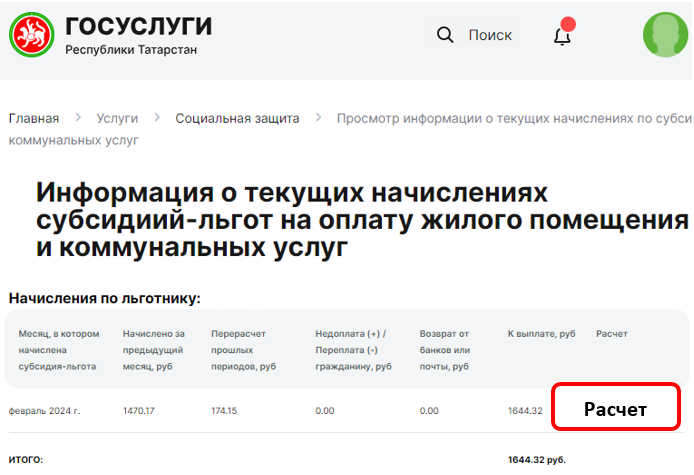 ГОСУСЛУГИ
Республики Татарстан
Поиск
Главная > Услуги > Социальная защита > Просмотр информации о текущих начислениях по субси
коммунальных услуг
Информация о текущих начислениях
субсидиий-льгот на оплату жилого помещения
и коммунальных услуг
Начисления по льготнику:
Месяц, в котором начислена субсидия-льгота
Начислено за предыдущий месяц, руб
Перерасчет прошлых периодов, руб
Недоплата (+) / Переплата (-) гражданину, руб
Возврат от банков или почты, руб
К выплате, руб
Расчет
февраль 2024 г. 1470.17 174.15 0.00 0.00 1644.32 Расчет
ИТОГО: 1644.32 руб.